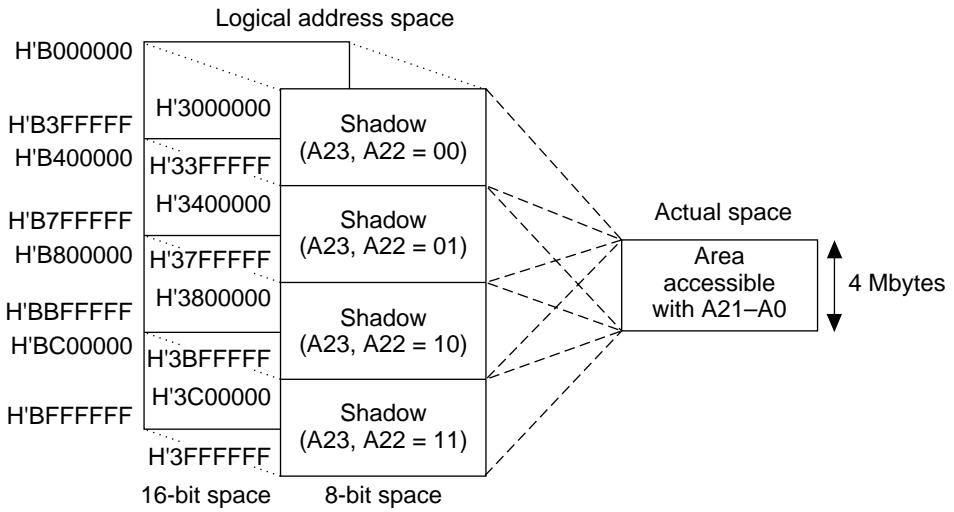 Logical address space
H'B000000
H'3000000
H'B3FFFFF
H'B400000
H'33FFFFF
H'3400000
H'B7FFFFF
H'B800000
H'37FFFFF
H'3800000
H'BBFFFFF
H'BC00000
H'3BFFFFF
H'3C00000
H'BFFFFFF
H'3FFFFFF
16-bit space
8-bit space
Shadow
(A23, A22 = 00)
Shadow
(A23, A22 = 01)
Shadow
(A23, A22 = 10)
Shadow
(A23, A22 = 11)
Actual space
Area
accessible
with A21–A0
4 Mbytes